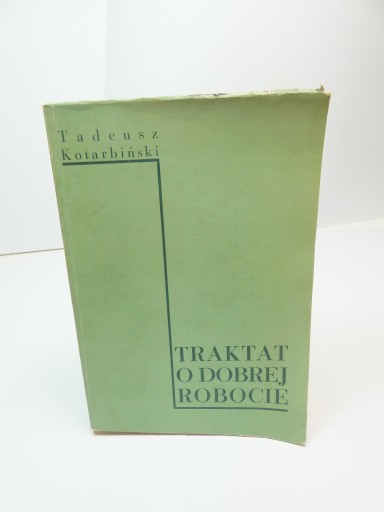 Tadeusz
Kotarbiński
TRAKTAT
O DOBREJ
ROBOCIE